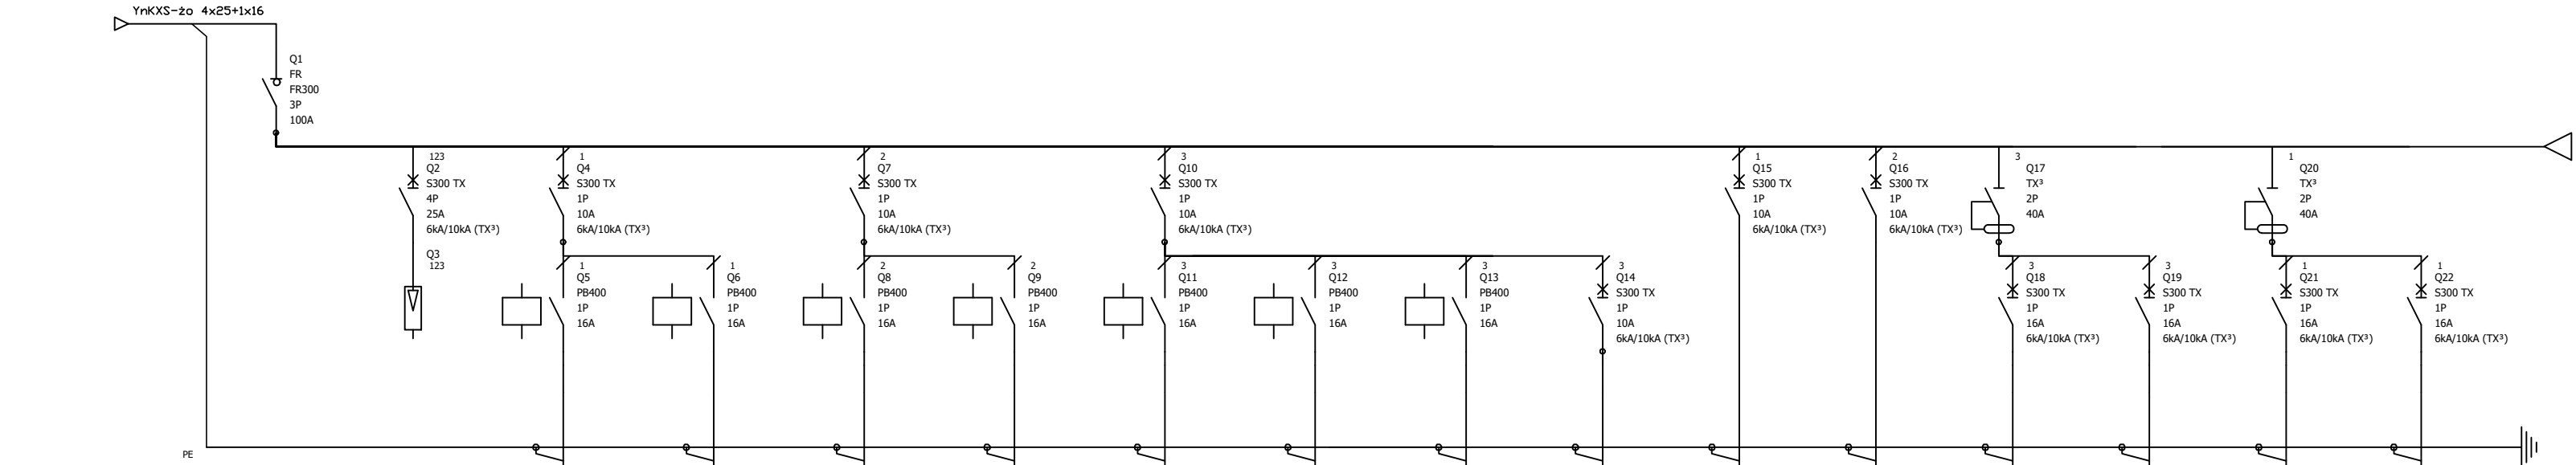 YnKXS-żo 4x25+1x16
Q1
FR
FR300
3P
100A
123
Q2
S300 TX
4P
25A
6kA/10kA (TX³)
Q3
123
1
Q4
S300 TX
1P
10A
6kA/10kA (TX³)
1
Q5
PB400
1P
16A
1
Q6
PB400
1P
16A
2
Q7
S300 TX
1P
10A
6kA/10kA (TX³)
2
Q8
PB400
1P
16A
2
Q9
PB400
1P
16A
3
Q10
S300 TX
1P
10A
6kA/10kA (TX³)
3
Q11
PB400
1P
16A
3
Q12
PB400
1P
16A
3
Q13
PB400
1P
16A
3
Q14
S300 TX
1P
10A
6kA/10kA (TX³)
1
Q15
S300 TX
1P
10A
6kA/10kA (TX³)
2
Q16
S300 TX
1P
10A
6kA/10kA (TX³)
3
Q17
TX³
2P
40A
3
Q18
S300 TX
1P
16A
6kA/10kA (TX³)
3
Q19
S300 TX
1P
16A
6kA/10kA (TX³)
1
Q20
TX³
2P
40A
1
Q21
S300 TX
1P
16A
6kA/10kA (TX³)
1
Q22
S300 TX
1P
16A
6kA/10kA (TX³)
PE